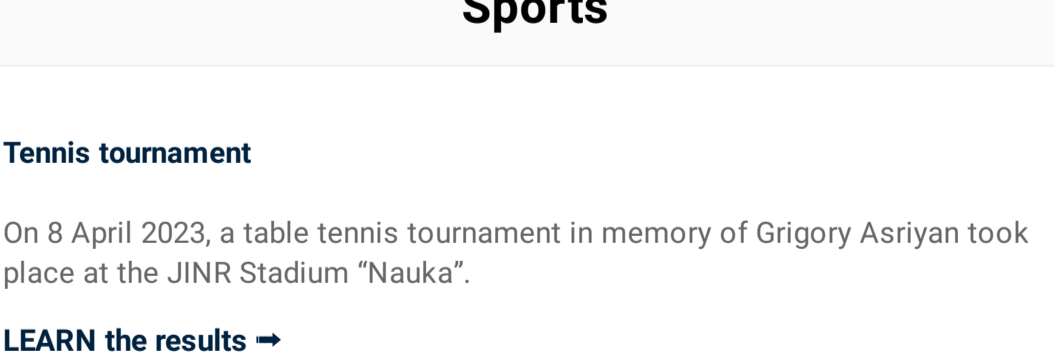 Sports
Tennis tournament
On 8 April 2023, a table tennis tournament in memory of Grigory Asriyan took
place at the JINR Stadium “Nauka”.
LEARN the results ➡